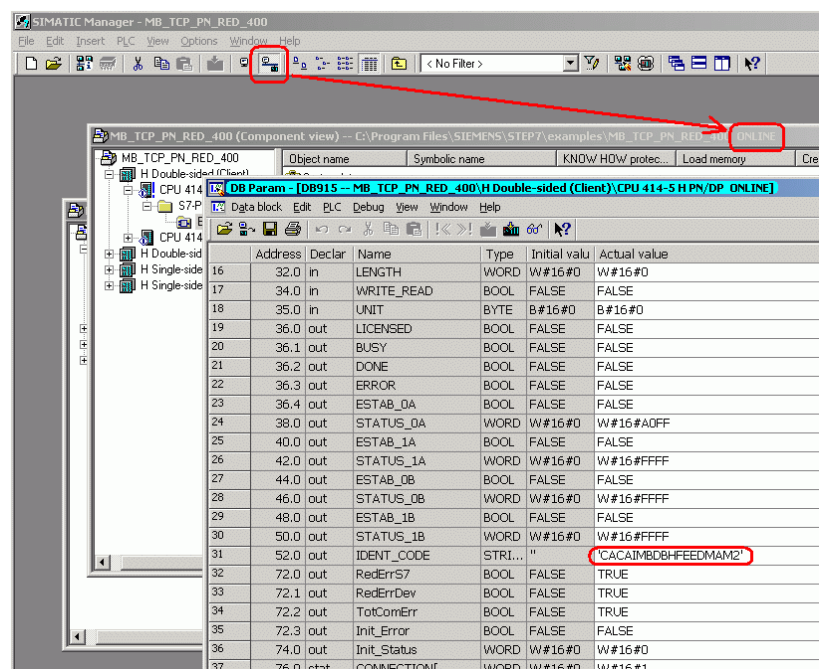 SIMATIC Manager - MB_TCP_PN_RED_400
File Edit Insert PLC View Options Window Help
< No Filter >
MB_TCP_PN_RED_400 (Component view) -- C:\Program Files\SIEMENS\STEP7\examples\MB_TCP_PN_RED_400 ONLINE
MB_TCP_PN_RED_400
H Double-sided (Client)
CPU 414
S7-P
CPU 414
H Double-sid
H Single-side
H Single-side
Object name Symbolic name KNOW HOW protec... Load memory Cre
DB Param - [DB915 -- MB_TCP_PN_RED_400\H Double-sided (Client)\CPU 414-5 H PN/DP ONLINE]
Data block Edit PLC Debug View Window Help
Address Declar Name Type Initial valu Actual value
16 32.0 in LENGTH WORD W#16#0 W#16#0
17 34.0 in WRITE_READ BOOL FALSE FALSE
18 35.0 in UNIT BYTE B#16#0 B#16#0
19 36.0 out LICENSED BOOL FALSE FALSE
20 36.1 out BUSY BOOL FALSE FALSE
21 36.2 out DONE BOOL FALSE FALSE
22 36.3 out ERROR BOOL FALSE FALSE
23 36.4 out ESTAB_0A BOOL FALSE FALSE
24 38.0 out STATUS_0A WORD W#16#0 W#16#A0FF
25 40.0 out ESTAB_1A BOOL FALSE FALSE
26 42.0 out STATUS_1A WORD W#16#0 W#16#FFFF
27 44.0 out ESTAB_0B BOOL FALSE FALSE
28 46.0 out STATUS_0B WORD W#16#0 W#16#FFFF
29 48.0 out ESTAB_1B BOOL FALSE FALSE
30 50.0 out STATUS_1B WORD W#16#0 W#16#FFFF
31 52.0 out IDENT_CODE STRI... '' 'CACAIMBDBHFEEDMAM2'
32 72.0 out RedErrS7 BOOL FALSE TRUE
33 72.1 out RedErrDev BOOL FALSE TRUE
34 72.2 out TotComErr BOOL FALSE TRUE
35 72.3 out Init_Error BOOL FALSE FALSE
36 74.0 out Init_Status WORD W#16#0 W#16#0
37 76.0 stat CONNECTION[ WORD W#16#0 W#16#1